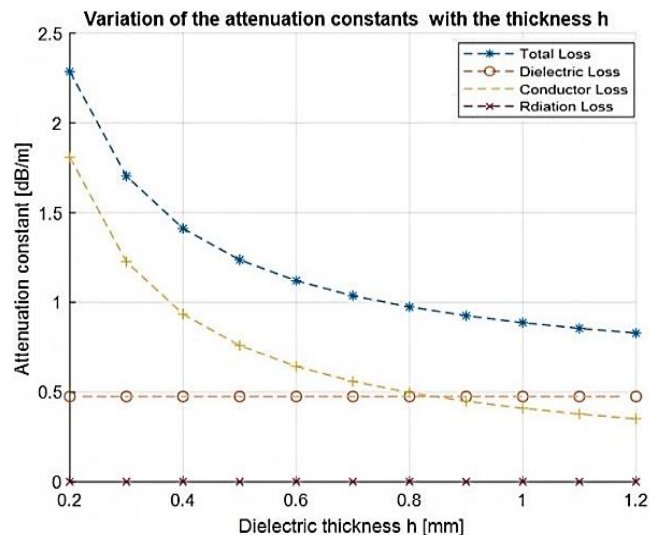 Variation of the attenuation constants with the thickness h
2.5
2
1.5
1
0.5
0
Attenuation constant [dB/m]
Total Loss
Dielectric Loss
Conductor Loss
Rdiation Loss
0.2 0.4 0.6 0.8 1 1.2
Dielectric thickness h [mm]